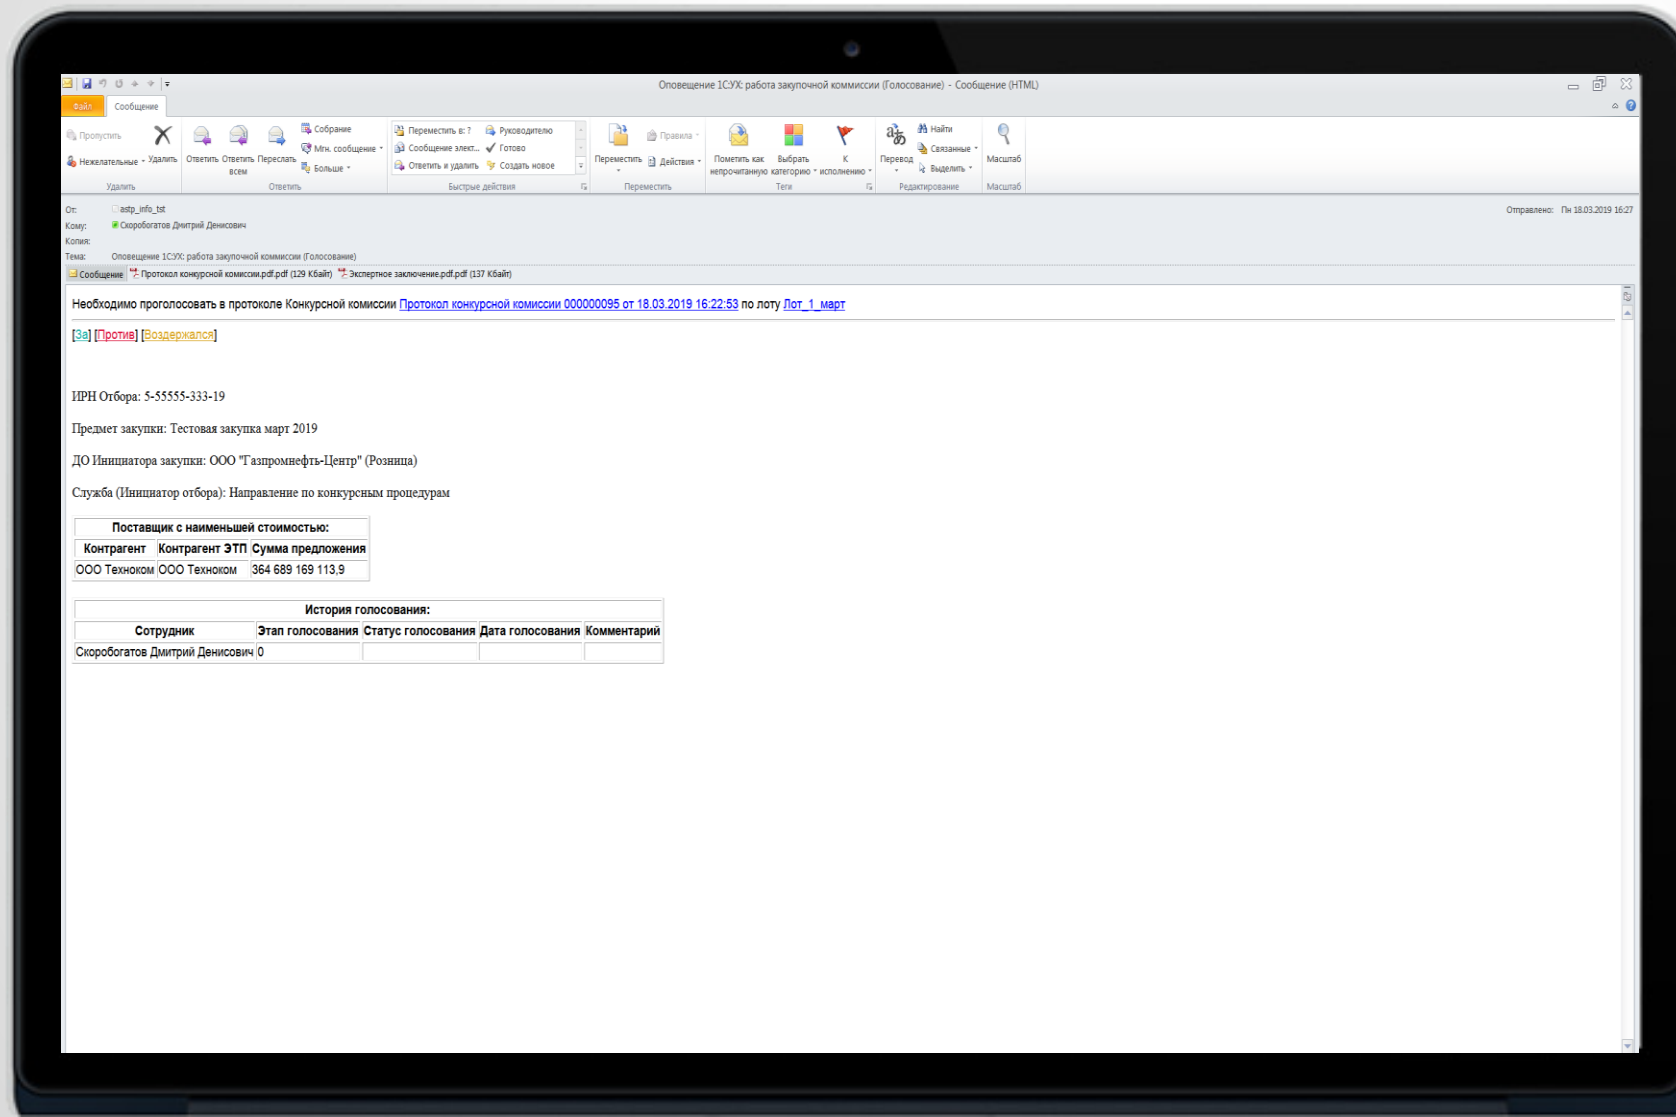 Оповещение 1С:УХ: работа закупочной коммиссии (Голосование) - Сообщение (HTML)
Файл Сообщение
Пропустить
Нежелательные
Удалить
Удалить
Ответить Ответить всем Переслать
Собрание
Мгн. сообщение
Больше
Ответить
Переместить в: ? Руководителю
Сообщение элект... Готово
Ответить и удалить Создать новое
Быстрые действия
Переместить
Правила
Действия
Переместить
Пометить как непрочитанную
Выбрать категорию
К исполнению
Теги
Перевод
Найти
Связанные
Выделить
Редактирование
Масштаб
Масштаб
От: astp_info_tst Отправлено: Пн 18.03.2019 16:27
Кому: Скоробогатов Дмитрий Денисович
Копия:
Тема: Оповещение 1С:УХ: работа закупочной коммиссии (Голосование)
Сообщение Протокол конкурсной комиссии.pdf.pdf (129 Кбайт) Экспертное заключение.pdf.pdf (137 Кбайт)
Необходимо проголосовать в протоколе Конкурсной комиссии Протокол конкурсной комиссии 000000095 от 18.03.2019 16:22:53 по лоту Лот_1_март
[За] [Против] [Воздержался]
ИРН Отбора: 5-55555-333-19
Предмет закупки: Тестовая закупка март 2019
ДО Инициатора закупки: ООО "Газпромнефть-Центр" (Розница)
Служба (Инициатор отбора): Направление по конкурсным процедурам
Поставщик с наименьшей стоимостью:
Контрагент Контрагент ЭТП Сумма предложения
ООО Техноком ООО Техноком 364 689 169 113,9
История голосования:
Сотрудник Этап голосования Статус голосования Дата голосования Комментарий
Скоробогатов Дмитрий Денисович 0